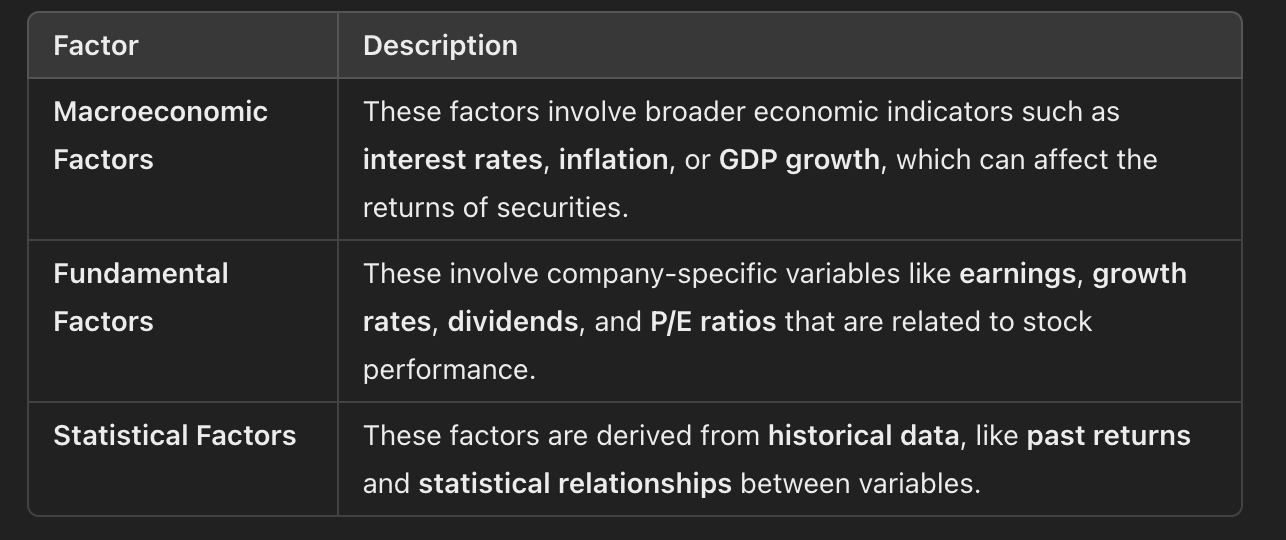 Factor
Description
Macroeconomic
Factors
These factors involve broader economic indicators such as
interest rates, inflation, or GDP growth, which can affect the
returns of securities.
Fundamental
Factors
These involve company-specific variables like earnings, growth
rates, dividends, and P/E ratios that are related to stock
performance.
Statistical Factors
These factors are derived from historical data, like past returns
and statistical relationships between variables.